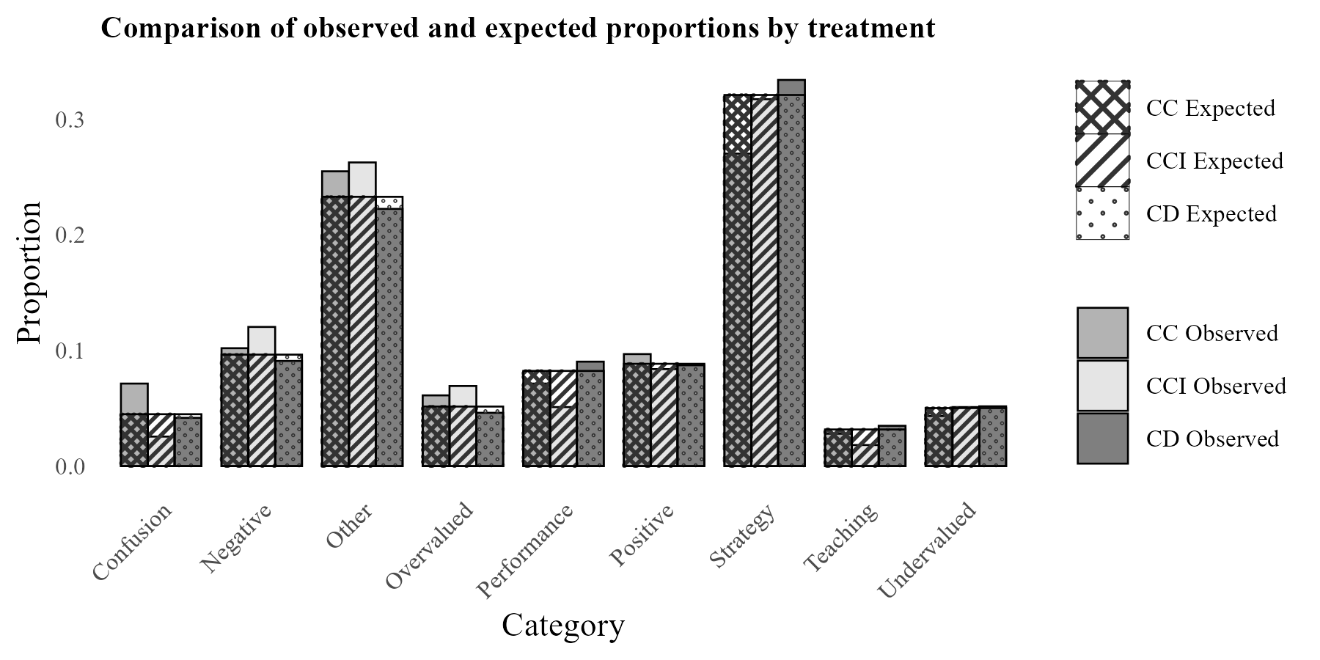 Comparison of observed and expected proportions by treatment
Proportion
0.3
0.2
0.1
0.0
Confusion
Negative
Other
Overvalued
Performance
Positive
Strategy
Teaching
Undervalued
Category
CC Expected
CCI Expected
CD Expected
CC Observed
CCI Observed
CD Observed